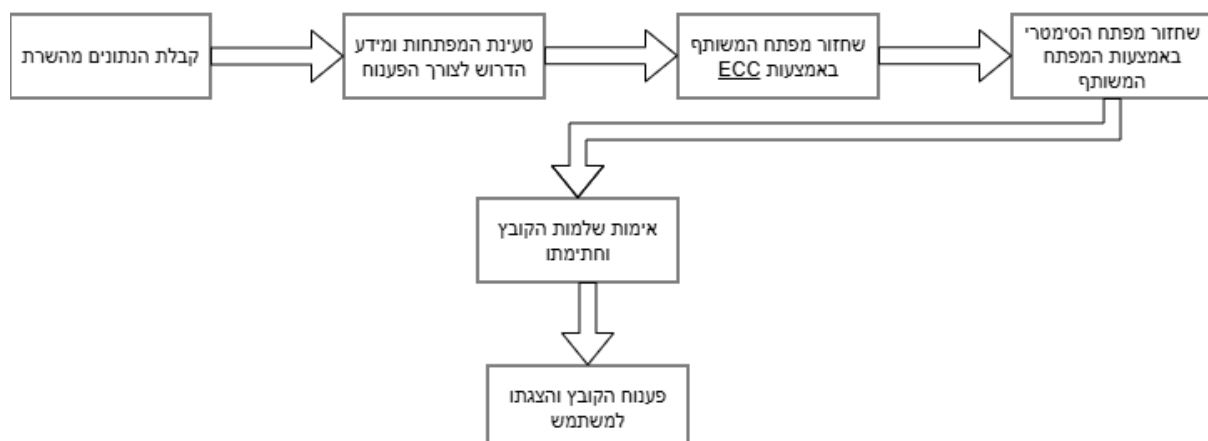 קבלת הנתונים מהשרת
טעינת המפתחות ומידע
הדרוש לצורך הפענוח
שחזור מפתח המשותף
באמצעות ECC
שחזור מפתח הסימטרי
באמצעות המפתח
המשותף
אימות שלמות הקובץ
וחתימתו
פענוח הקובץ והצגתו
למשתמש